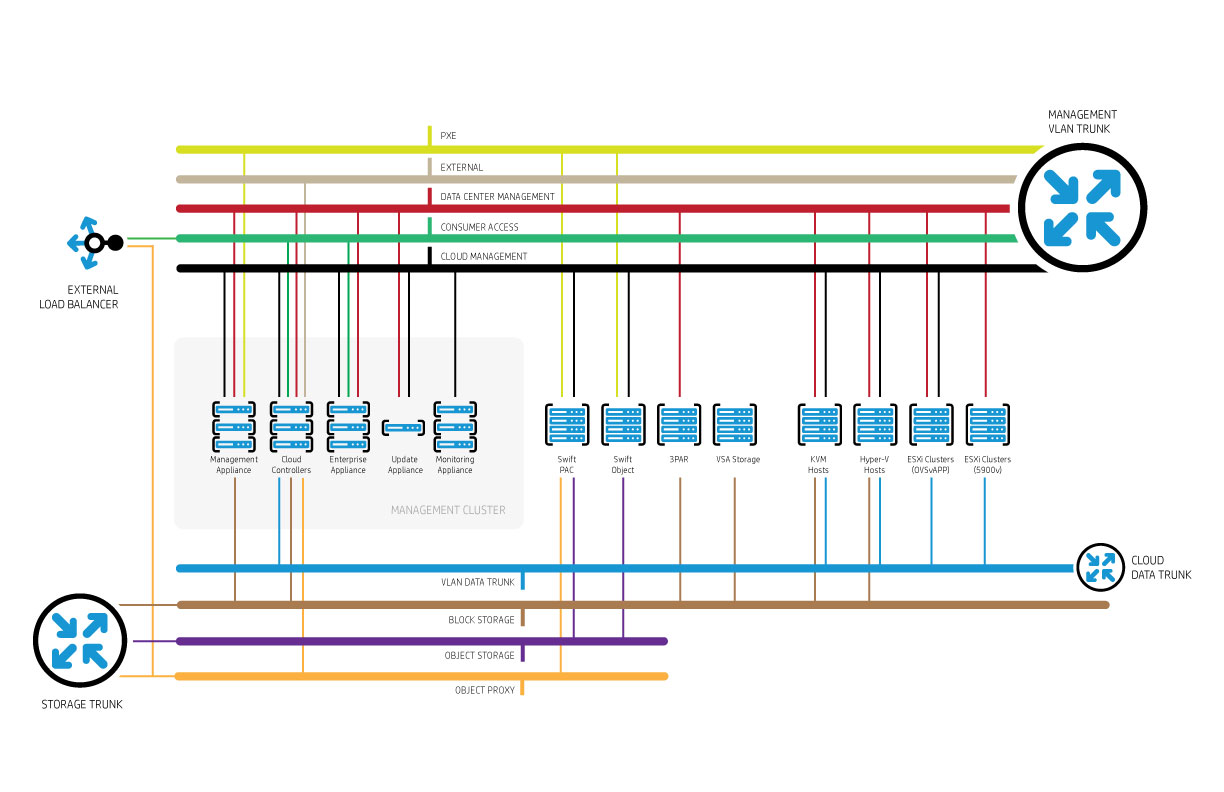 MANAGEMENT
VLAN TRUNK
PXE
EXTERNAL
DATA CENTER MANAGEMENT
CONSUMER ACCESS
CLOUD MANAGEMENT
EXTERNAL
LOAD BALANCER
Management
Appliance
Cloud
Controllers
Enterprise
Appliance
Update
Appliance
Monitoring
Appliance
Swift
PAC
Swift
Object
3PAR
VSA Storage
KVM
Hosts
Hyper-V
Hosts
ESXi Clusters
(OVSvAPP)
ESXi Clusters
(5900v)
MANAGEMENT CLUSTER
CLOUD
DATA TRUNK
VLAN DATA TRUNK
BLOCK STORAGE
OBJECT STORAGE
OBJECT PROXY
STORAGE TRUNK